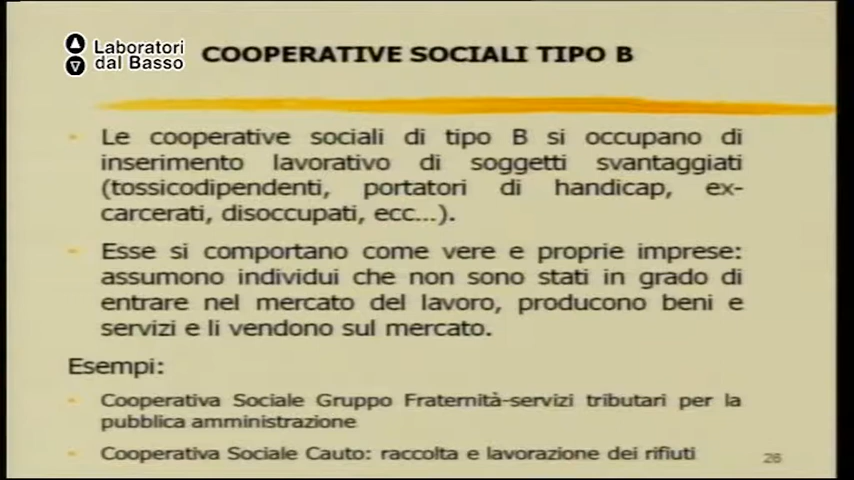 Laboratori
dal Basso
COOPERATIVE SOCIALI TIPO B
- Le cooperative sociali di tipo B si occupano di
inserimento lavorativo di soggetti svantaggiati
(tossicodipendenti, portatori di handicap, ex-
carcerati, disoccupati, ecc...).
- Esse si comportano come vere e proprie imprese:
assumono individui che non sono stati in grado di
entrare nel mercato del lavoro, producono beni e
servizi e li vendono sul mercato.
Esempi:
- Cooperativa Sociale Gruppo Fraternità-servizi tributari per la
pubblica amministrazione
- Cooperativa Sociale Cauto: raccolta e lavorazione dei rifiuti
26